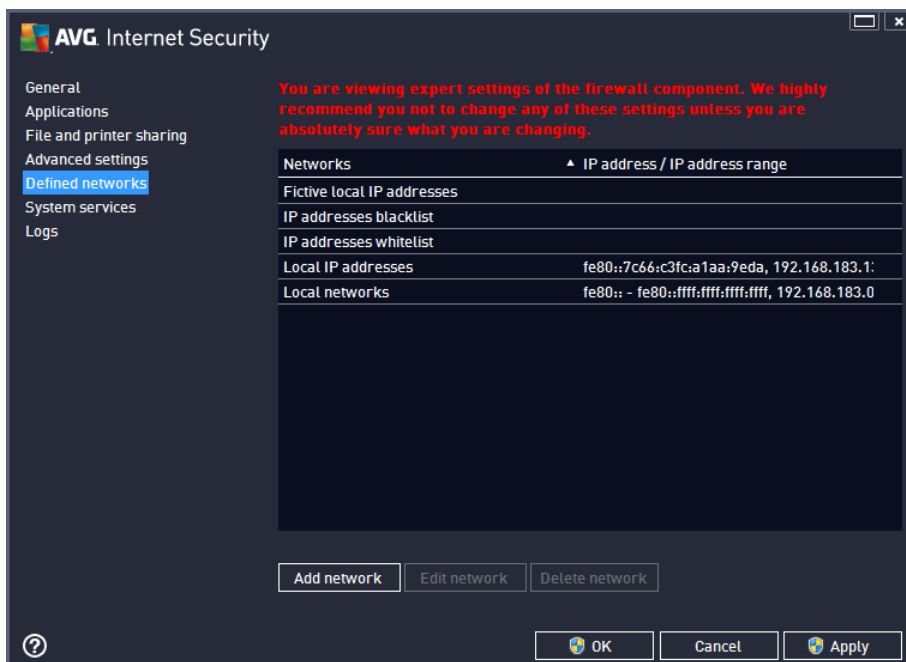 AVG. Internet Security
General
Applications
File and printer sharing
Advanced settings
Defined networks
System services
Logs
You are viewing expert settings of the firewall component. We highly
recommend you not to change any of these settings unless you are
absolutely sure what you are changing.
Networks ▲ IP address / IP address range
Fictive local IP addresses
IP addresses blacklist
IP addresses whitelist
Local IP addresses fe80::7c66:c3fc:a1aa:9eda, 192.168.183.1
Local networks fe80:: - fe80::ffff:ffff:ffff:ffff, 192.168.183.0
Add network Edit network Delete network
? OK Cancel Apply